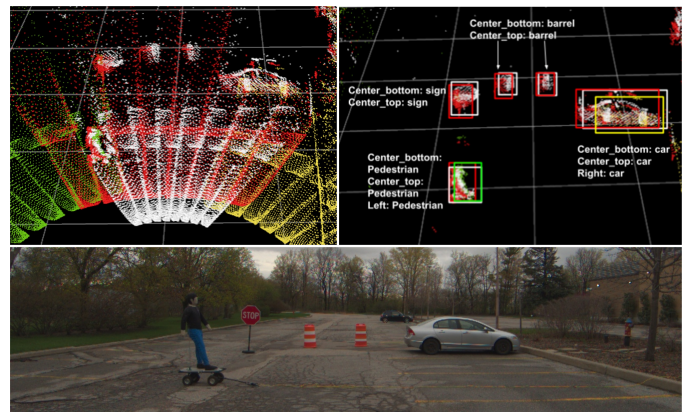 Center_bottom: barrel
Center_top: barrel
Center_bottom: sign
Center_top: sign
Center_bottom: car
Center_top: car
Right: car
Center_bottom:
Pedestrian
Center_top:
Pedestrian
Left: Pedestrian
STOP